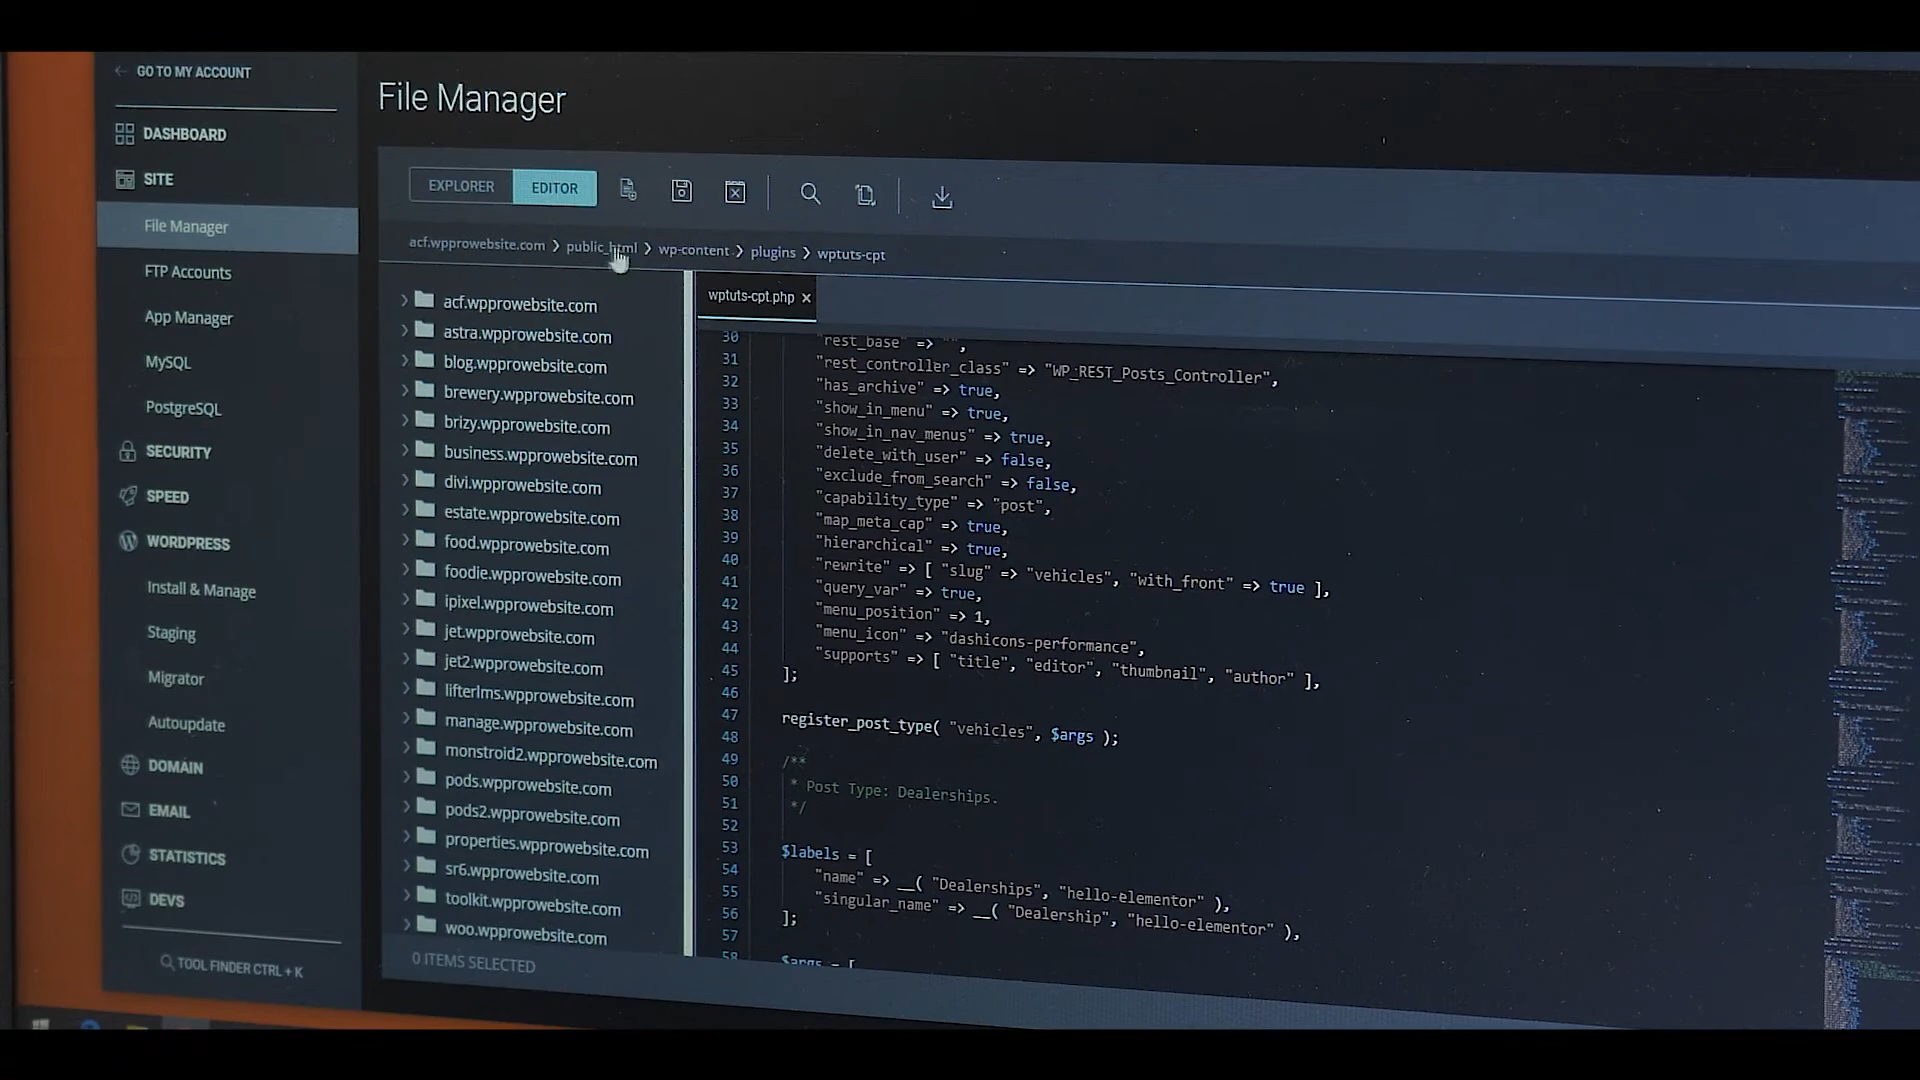 GO TO MY ACCOUNT
DASHBOARD
SITE
File Manager
FTP Accounts
App Manager
MySQL
PostgreSQL
SECURITY
SPEED
WORDPRESS
Install & Manage
Staging
Migrator
Autoupdate
DOMAIN
EMAIL
STATISTICS
DEVS
TOOL FINDER CTRL + K
File Manager
EXPLORER EDITOR
acf.wpprowebsite.com > public_html > wp-content > plugins > wptuts-cpt
acf.wpprowebsite.com
astra.wpprowebsite.com
blog.wpprowebsite.com
brewery.wpprowebsite.com
brizy.wpprowebsite.com
business.wpprowebsite.com
divi.wpprowebsite.com
estate.wpprowebsite.com
food.wpprowebsite.com
foodie.wpprowebsite.com
ipixel.wpprowebsite.com
jet.wpprowebsite.com
jet2.wpprowebsite.com
lifterlms.wpprowebsite.com
manage.wpprowebsite.com
monstroid2.wpprowebsite.com
pods.wpprowebsite.com
pods2.wpprowebsite.com
properties.wpprowebsite.com
sr6.wpprowebsite.com
toolkit.wpprowebsite.com
woo.wpprowebsite.com
0 ITEMS SELECTED
wptuts-cpt.php ×
30 "rest_base" => "",
31 "rest_controller_class" => "WP_REST_Posts_Controller",
32 "has_archive" => true,
33 "show_in_menu" => true,
34 "show_in_nav_menus" => true,
35 "delete_with_user" => false,
36 "exclude_from_search" => false,
37 "capability_type" => "post",
38 "map_meta_cap" => true,
39 "hierarchical" => true,
40 "rewrite" => [ "slug" => "vehicles", "with_front" => true ],
41 "query_var" => true,
42 "menu_position" => 1,
43 "menu_icon" => "dashicons-performance",
44 "supports" => [ "title", "editor", "thumbnail", "author" ],
45 ];
46
47 register_post_type( "vehicles", $args );
48
49 /**
50 * Post Type: Dealerships.
51 */
52
53 $labels = [
54 "name" => __( "Dealerships", "hello-elementor" ),
55 "singular_name" => __( "Dealership", "hello-elementor" ),
56 ];
57
58 $args = [